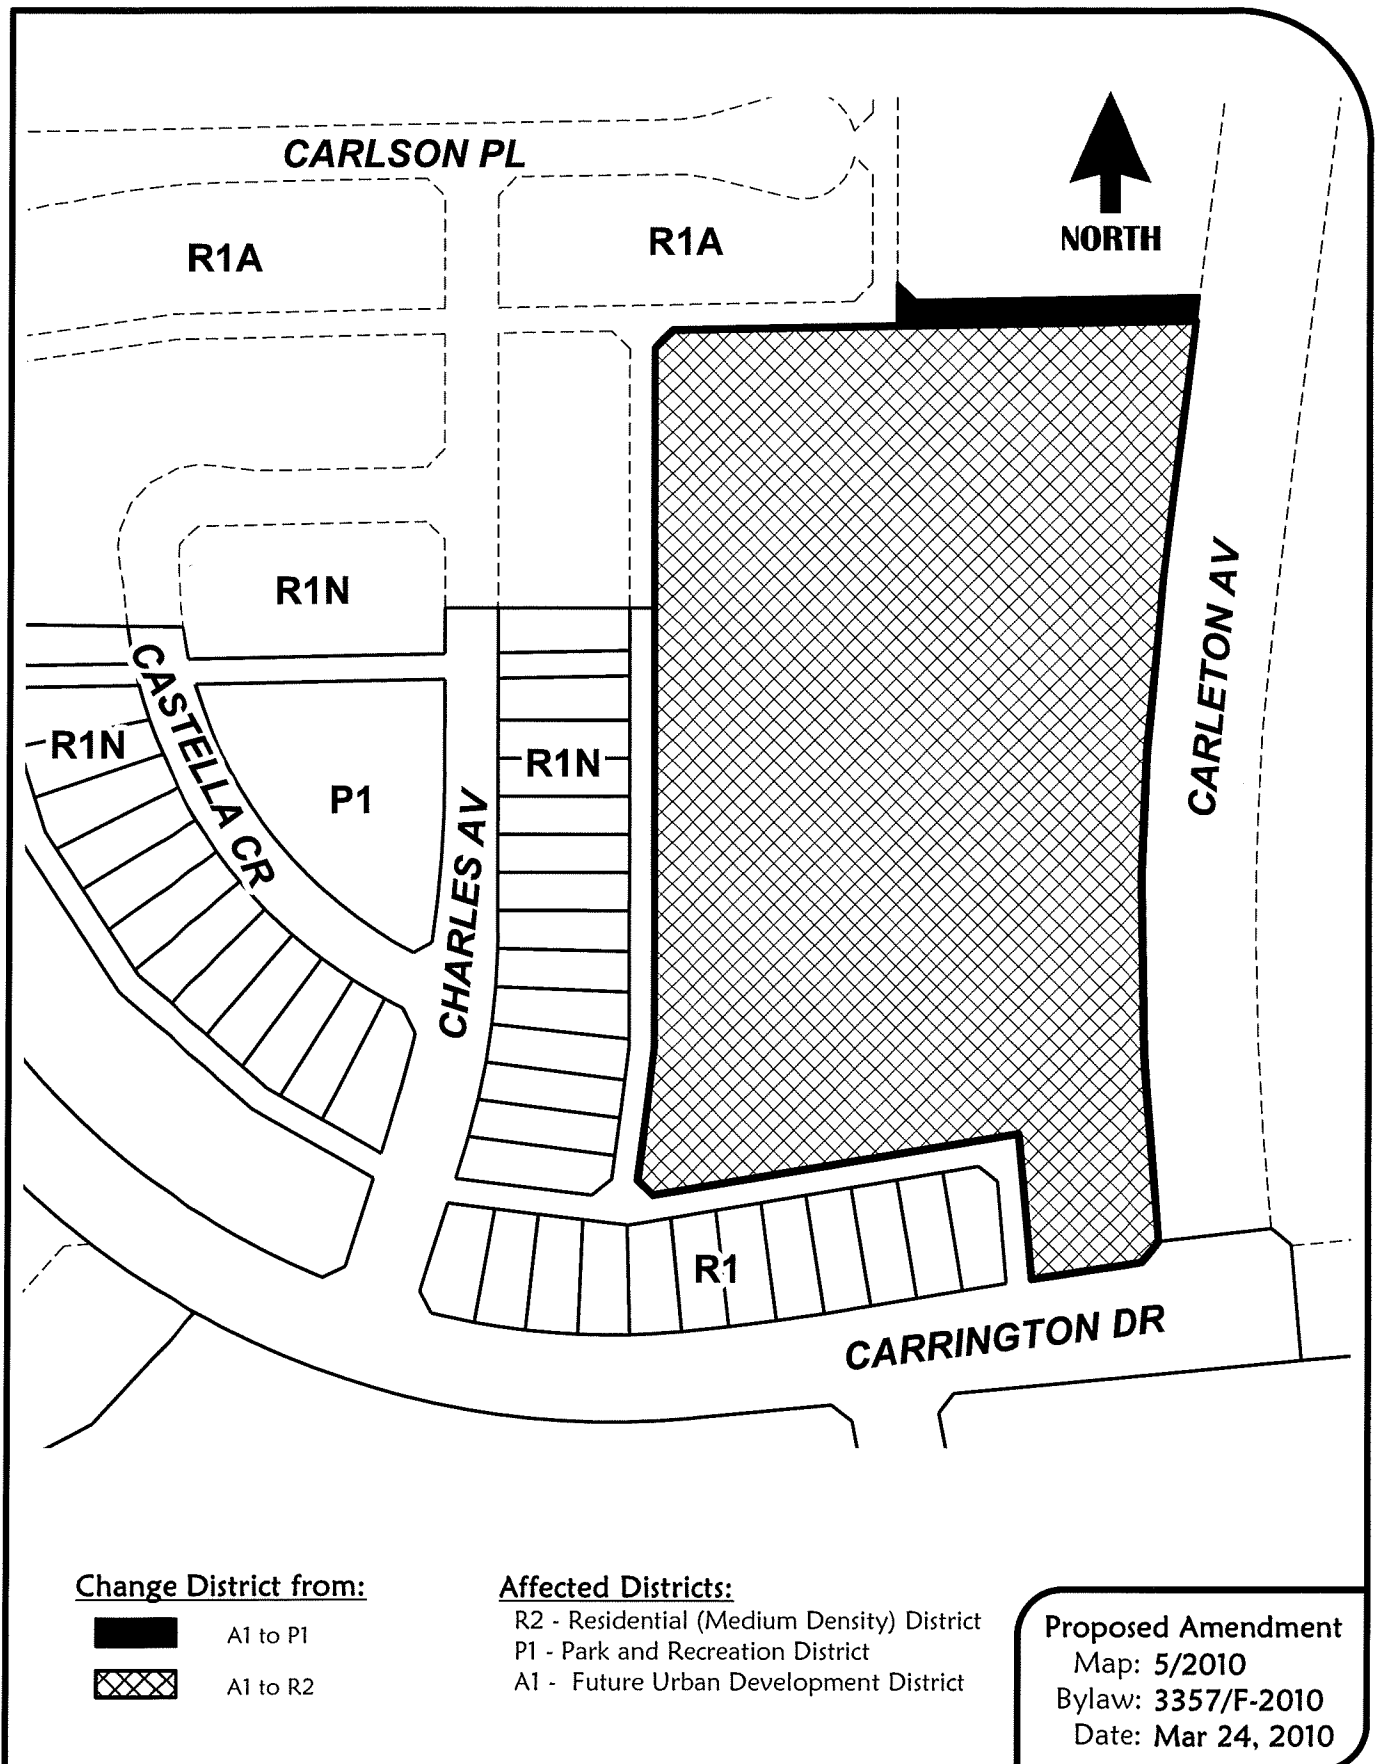 CARLSON PL
R1A
R1A
NORTH
R1N
CARLETON AV
CASTELLA CR
R1N
R1N
P1
CHARLES AV
R1
CARRINGTON DR
Change District from:
A1 to P1
A1 to R2
Affected Districts:
R2 - Residential (Medium Density) District
P1 - Park and Recreation District
A1 - Future Urban Development District
Proposed Amendment
Map: 5/2010
Bylaw: 3357/F-2010
Date: Mar 24, 2010